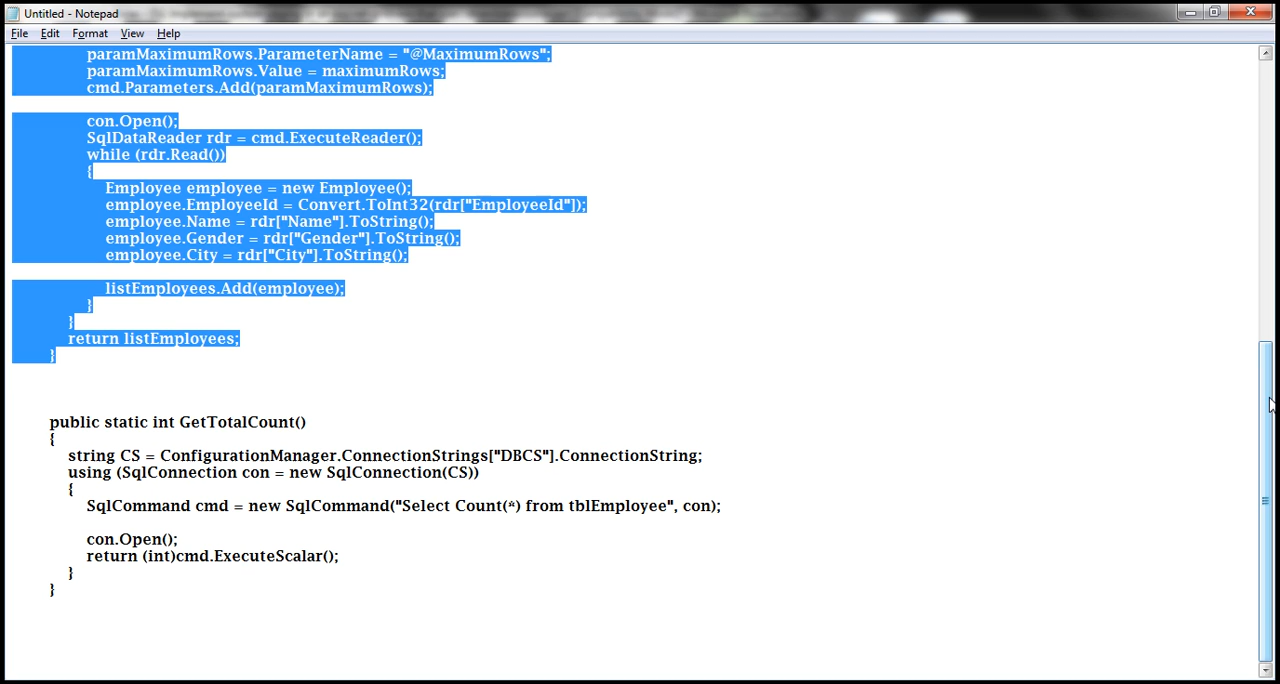 Untitled - Notepad
File Edit Format View Help
paramMaximumRows.ParameterName = "@MaximumRows";
paramMaximumRows.Value = maximumRows;
cmd.Parameters.Add(paramMaximumRows);
con.Open();
SqlDataReader rdr = cmd.ExecuteReader();
while (rdr.Read())
{
Employee employee = new Employee();
employee.EmployeeId = Convert.ToInt32(rdr["EmployeeId"]);
employee.Name = rdr["Name"].ToString();
employee.Gender = rdr["Gender"].ToString();
employee.City = rdr["City"].ToString();
listEmployees.Add(employee);
}
}
return listEmployees;
}
public static int GetTotalCount()
{
string CS = ConfigurationManager.ConnectionStrings["DBCS"].ConnectionString;
using (SqlConnection con = new SqlConnection(CS))
{
SqlCommand cmd = new SqlCommand("Select Count(*) from tblEmployee", con);
con.Open();
return (int)cmd.ExecuteScalar();
}
}